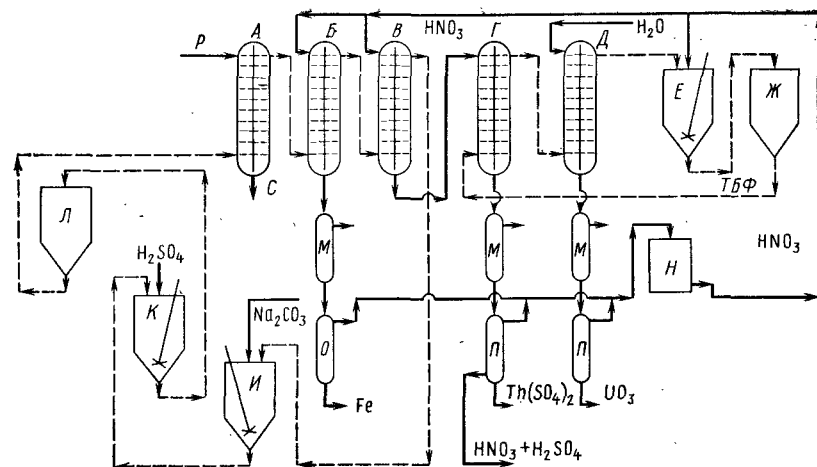 А Б В HNO₃ Г H₂O Д
Р
Е Ж
С ТБФ
Л
H₂SO₄ М М М Н HNO₃
К Na₂CO₃
И О П П
Fe Th(SO₄)₂ UO₃
HNO₃+H₂SO₄